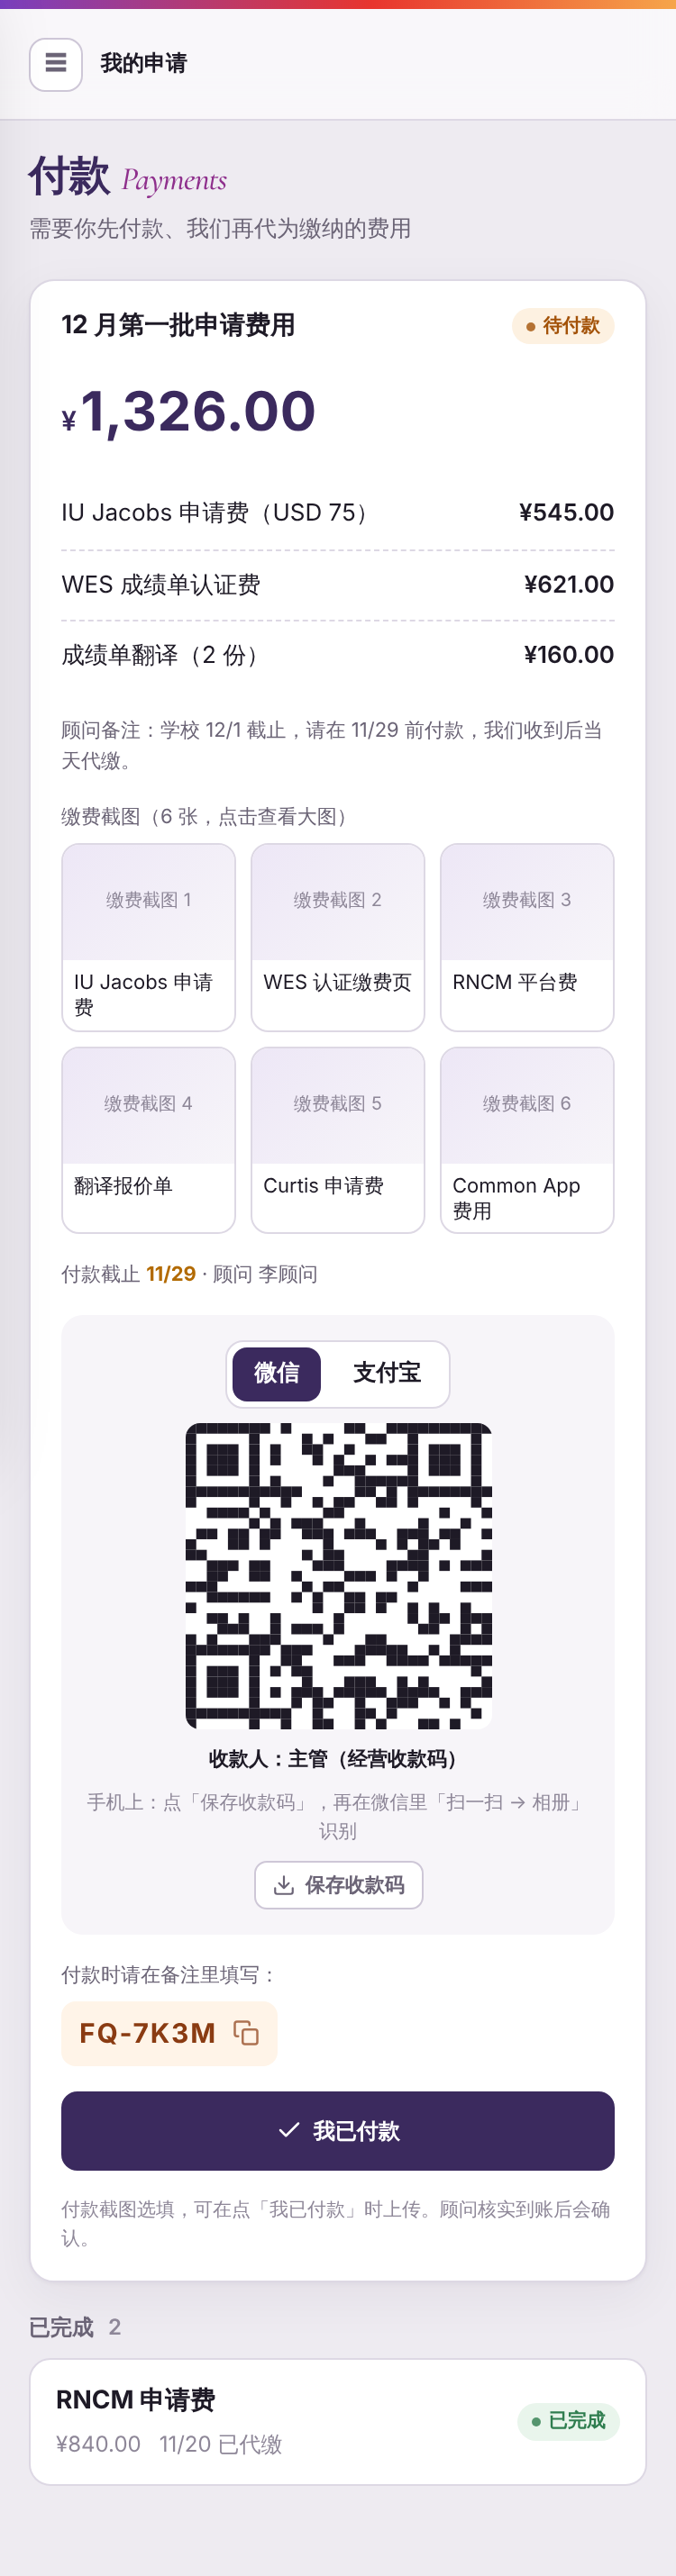 我的申请
付款 Payments
需要你先付款、我们再代为缴纳的费用
12 月第一批申请费用
待付款
¥1,326.00
IU Jacobs 申请费（USD 75） ¥545.00
WES 成绩单认证费 ¥621.00
成绩单翻译（2 份） ¥160.00
顾问备注：学校 12/1 截止，请在 11/29 前付款，我们收到后当
天代缴。
缴费截图（6 张，点击查看大图）
缴费截图 1
IU Jacobs 申请
费
缴费截图 2
WES 认证缴费页
缴费截图 3
RNCM 平台费
缴费截图 4
翻译报价单
缴费截图 5
Curtis 申请费
缴费截图 6
Common App
费用
付款截止 11/29 · 顾问 李顾问
微信 支付宝
收款人：主管（经营收款码）
手机上：点「保存收款码」，再在微信里「扫一扫 → 相册」
识别
保存收款码
付款时请在备注里填写：
FQ-7K3M
我已付款
付款截图选填，可在点「我已付款」时上传。顾问核实到账后会确
认。
已完成 2
RNCM 申请费
¥840.00 11/20 已代缴
已完成